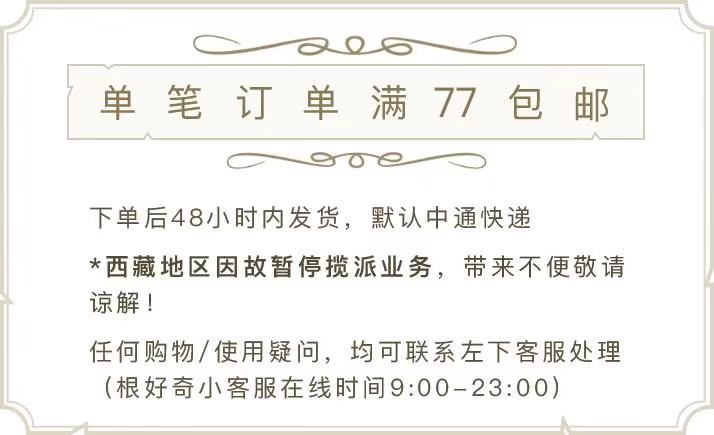 单笔订单满77包邮
下单后48小时内发货，默认中通快递
*西藏地区因故暂停揽派业务，带来不便敬请
谅解！
任何购物/使用疑问，均可联系左下客服处理
（根好奇小客服在线时间9:00-23:00）